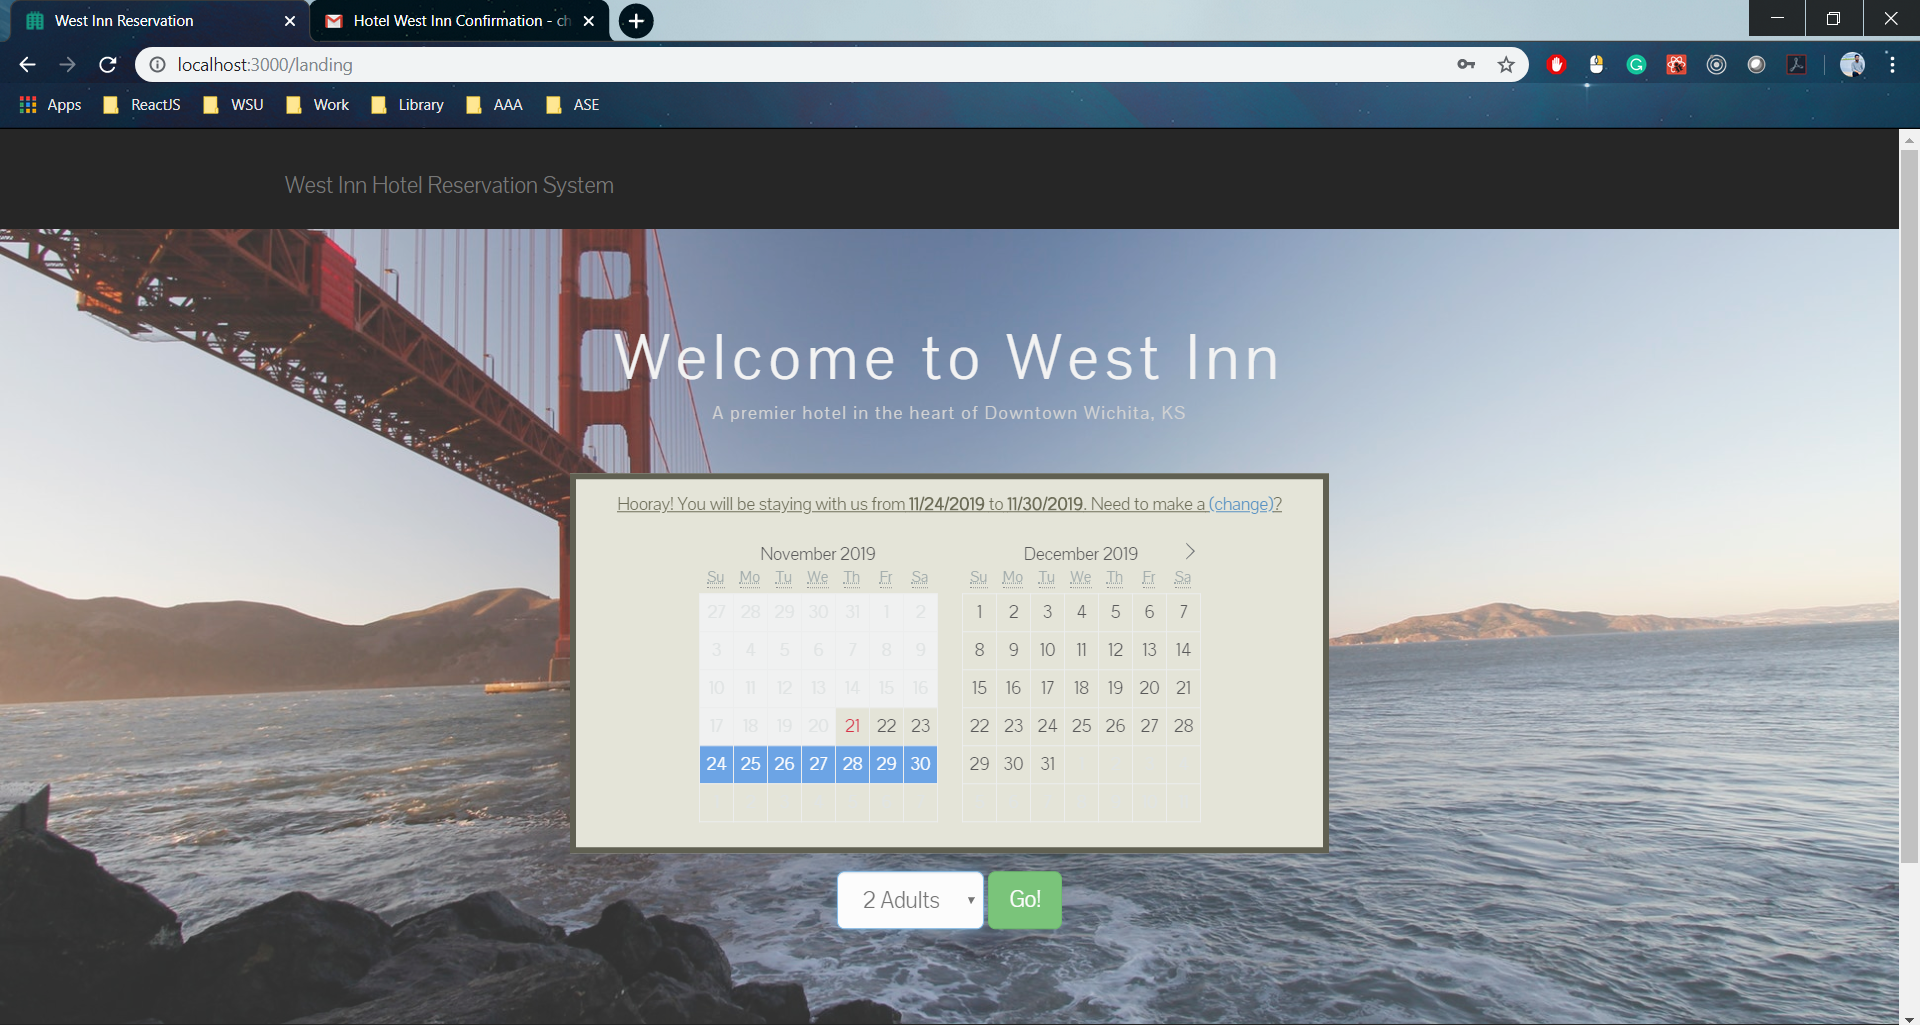 West Inn Reservation
Hotel West Inn Confirmation - ch
localhost:3000/landing
Apps ReactJS WSU Work Library AAA ASE
West Inn Hotel Reservation System
Welcome to West Inn
A premier hotel in the heart of Downtown Wichita, KS
Hooray! You will be staying with us from 11/24/2019 to 11/30/2019. Need to make a (change)?
November 2019
Su Mo Tu We Th Fr Sa
27 28 29 30 31 1 2
3 4 5 6 7 8 9
10 11 12 13 14 15 16
17 18 19 20 21 22 23
24 25 26 27 28 29 30
December 2019
Su Mo Tu We Th Fr Sa
1 2 3 4 5 6 7
8 9 10 11 12 13 14
15 16 17 18 19 20 21
22 23 24 25 26 27 28
29 30 31
2 Adults
Go!